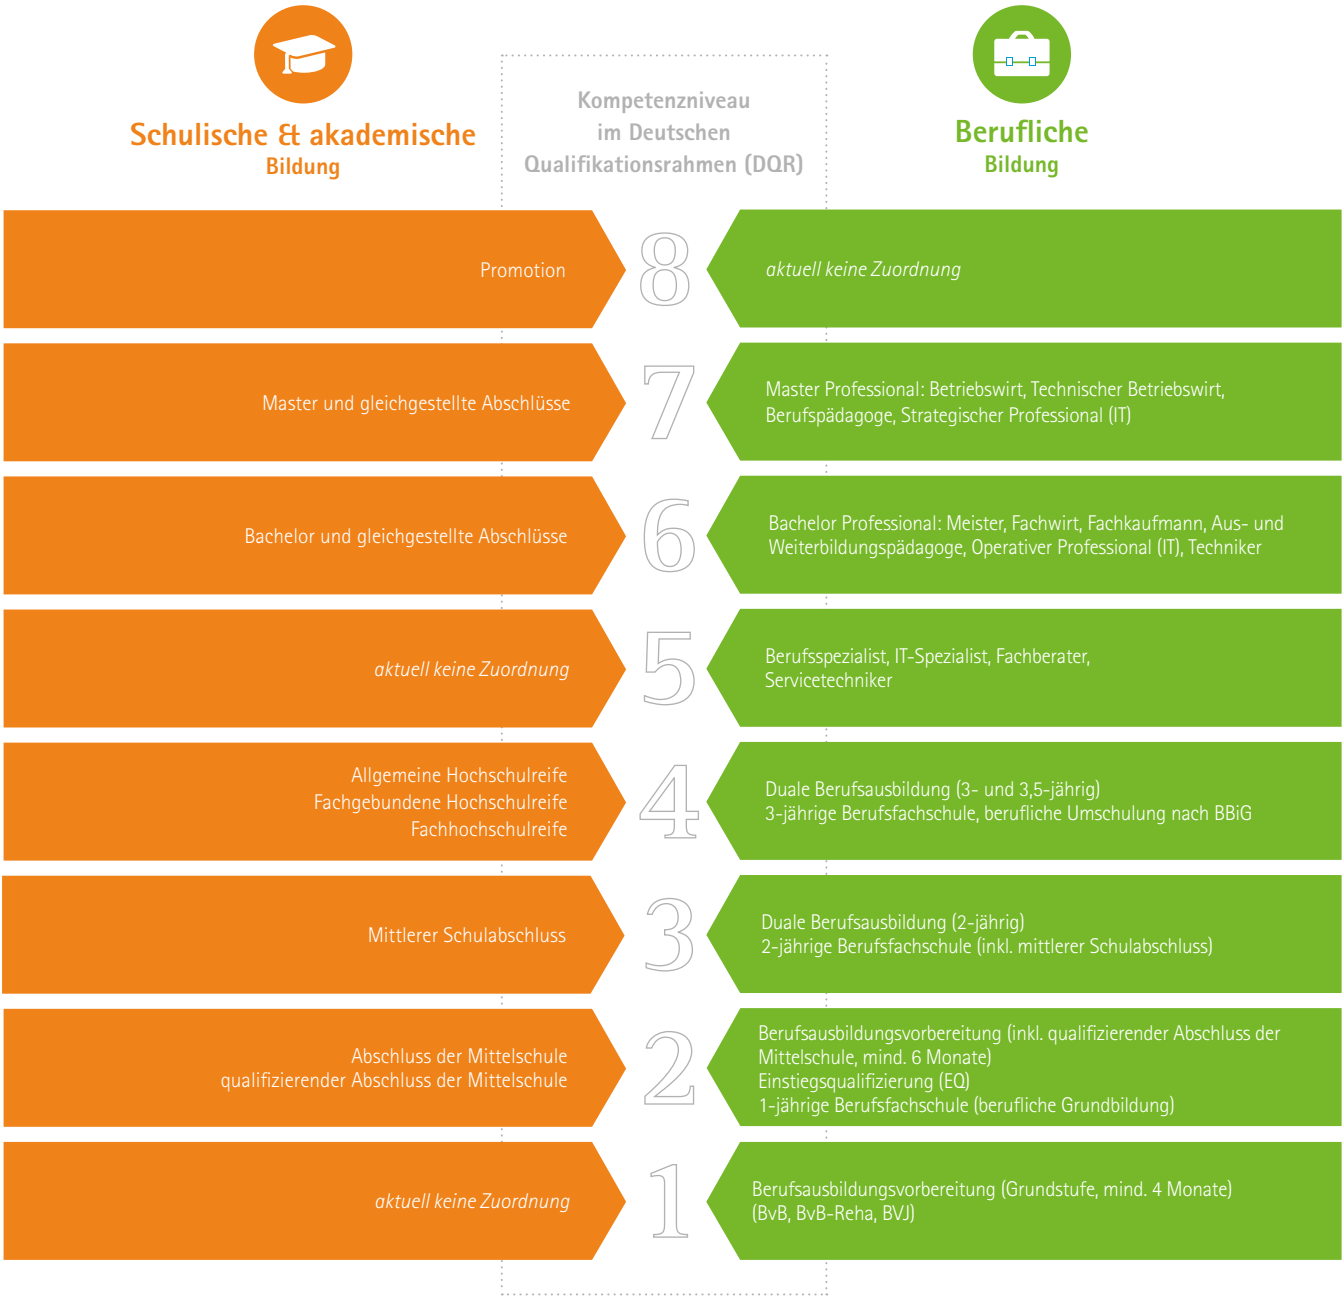 Schulische & akademische
Bildung
Kompetenzniveau
im Deutschen
Qualifikationsrahmen (DQR)
Berufliche
Bildung
Promotion
8
aktuell keine Zuordnung
Master und gleichgestellte Abschlüsse
7
Master Professional: Betriebswirt, Technischer Betriebswirt,
Berufspädagoge, Strategischer Professional (IT)
Bachelor und gleichgestellte Abschlüsse
6
Bachelor Professional: Meister, Fachwirt, Fachkaufmann, Aus- und
Weiterbildungspädagoge, Operativer Professional (IT), Techniker
aktuell keine Zuordnung
5
Berufsspezialist, IT-Spezialist, Fachberater,
Servicetechniker
Allgemeine Hochschulreife
Fachgebundene Hochschulreife
Fachhochschulreife
4
Duale Berufsausbildung (3- und 3,5-jährig)
3-jährige Berufsfachschule, berufliche Umschulung nach BBiG
Mittlerer Schulabschluss
3
Duale Berufsausbildung (2-jährig)
2-jährige Berufsfachschule (inkl. mittlerer Schulabschluss)
Abschluss der Mittelschule
qualifizierender Abschluss der Mittelschule
2
Berufsausbildungsvorbereitung (inkl. qualifizierender Abschluss der
Mittelschule, mind. 6 Monate)
Einstiegsqualifizierung (EQ)
1-jährige Berufsfachschule (berufliche Grundbildung)
aktuell keine Zuordnung
1
Berufsausbildungsvorbereitung (Grundstufe, mind. 4 Monate)
(BvB, BvB-Reha, BVJ)